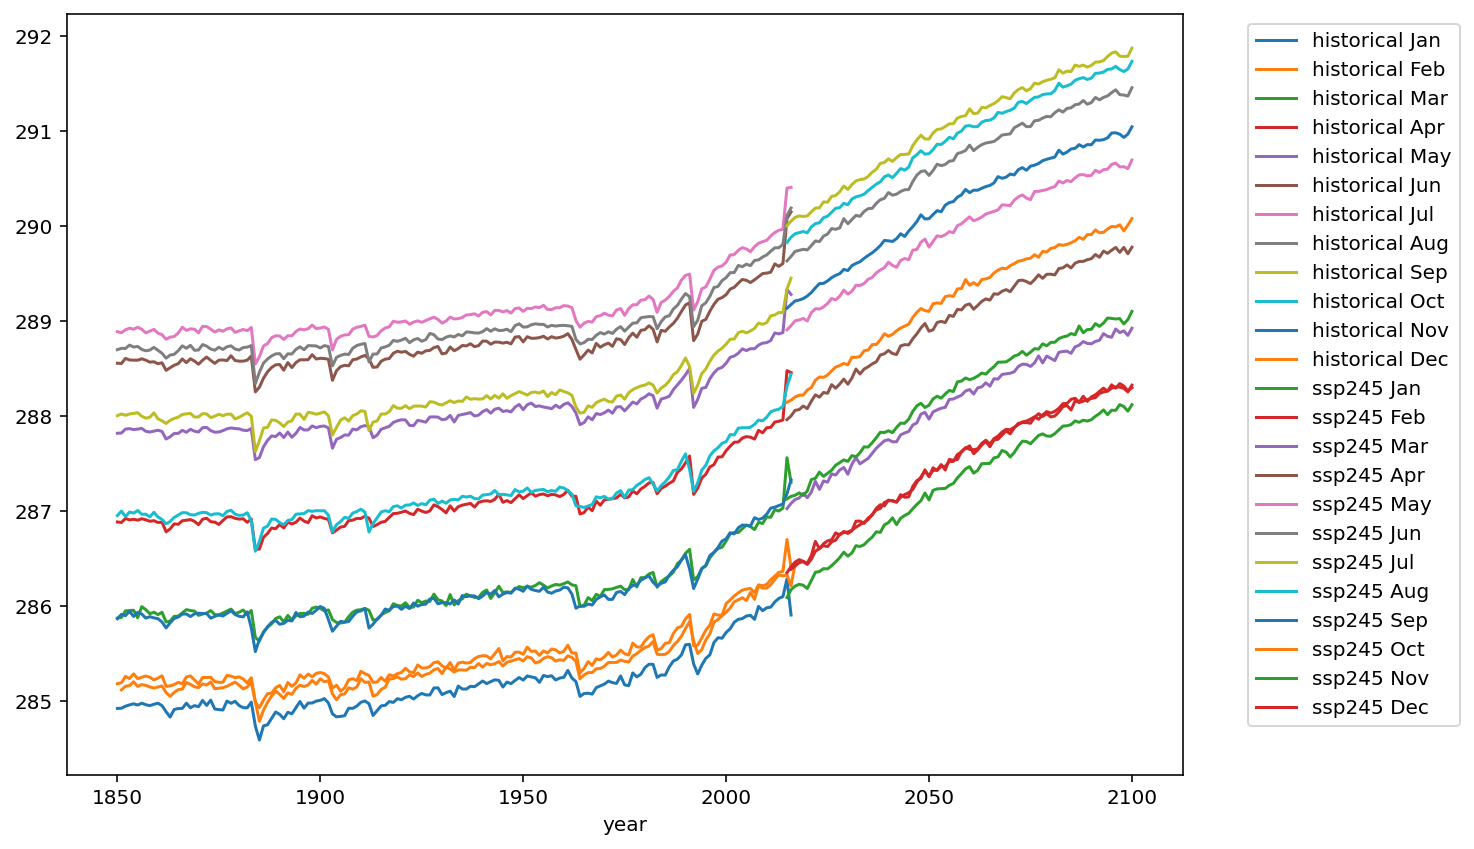 292
291
290
289
288
287
286
285
1850 1900 1950 2000 2050 2100
year
historical Jan
historical Feb
historical Mar
historical Apr
historical May
historical Jun
historical Jul
historical Aug
historical Sep
historical Oct
historical Nov
historical Dec
ssp245 Jan
ssp245 Feb
ssp245 Mar
ssp245 Apr
ssp245 May
ssp245 Jun
ssp245 Jul
ssp245 Aug
ssp245 Sep
ssp245 Oct
ssp245 Nov
ssp245 Dec